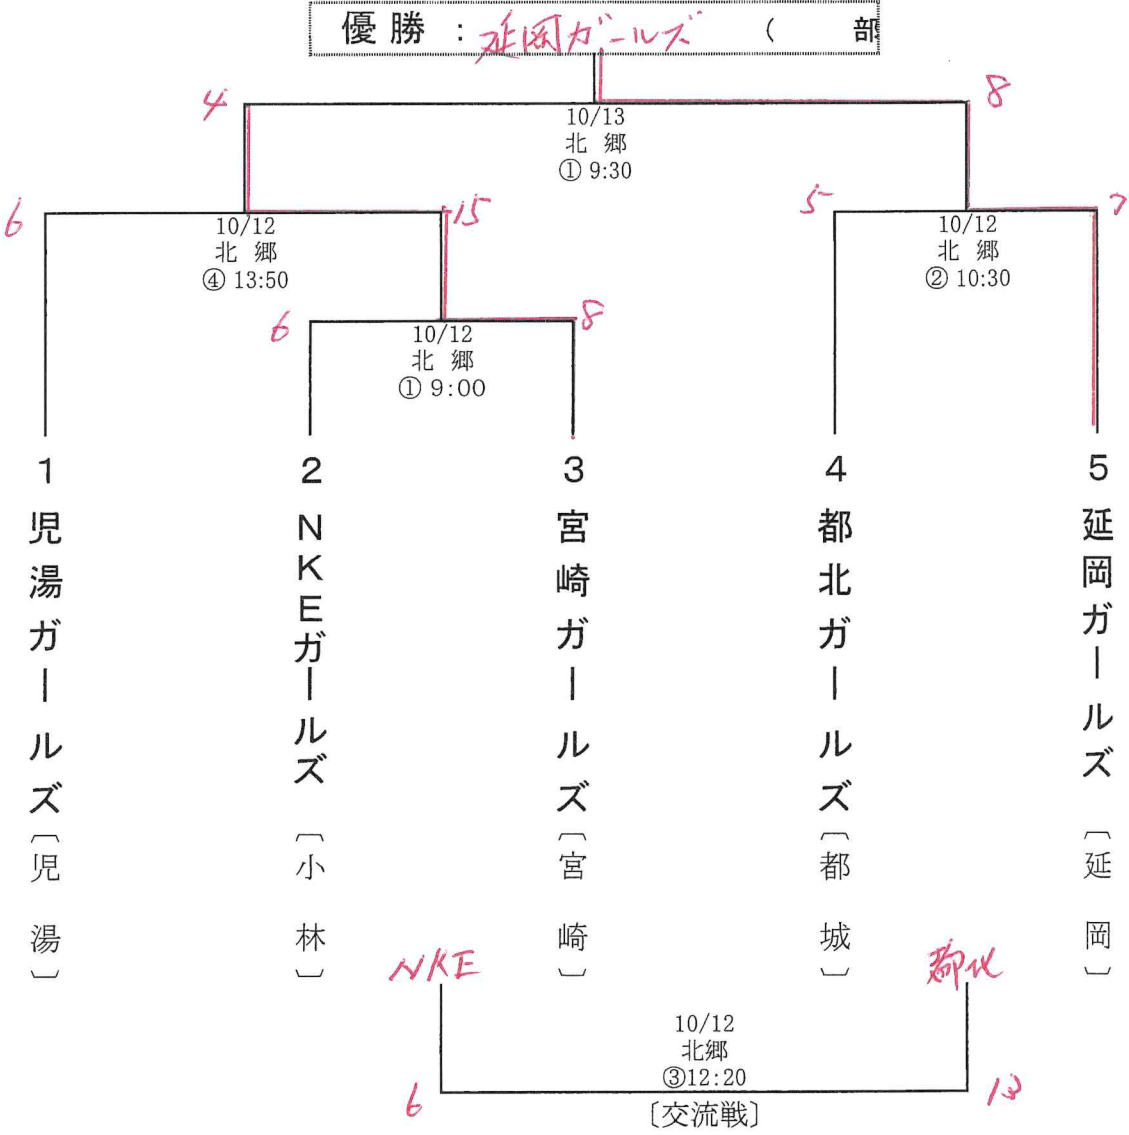 優勝：延岡ガールズ（　部
4
8
10/13
北 郷
① 9:30
6
15
5
7
10/12
北 郷
④ 13:50
10/12
北 郷
② 10:30
6
8
10/12
北 郷
① 9:00
1 児湯ガールズ〔児 湯〕
2 NKEガールズ〔小 林〕
3 宮崎ガールズ〔宮 崎〕
4 都北ガールズ〔都 城〕
5 延岡ガールズ〔延 岡〕
NKE
都北
10/12
北郷
③12:20
6
13
〔交流戦〕